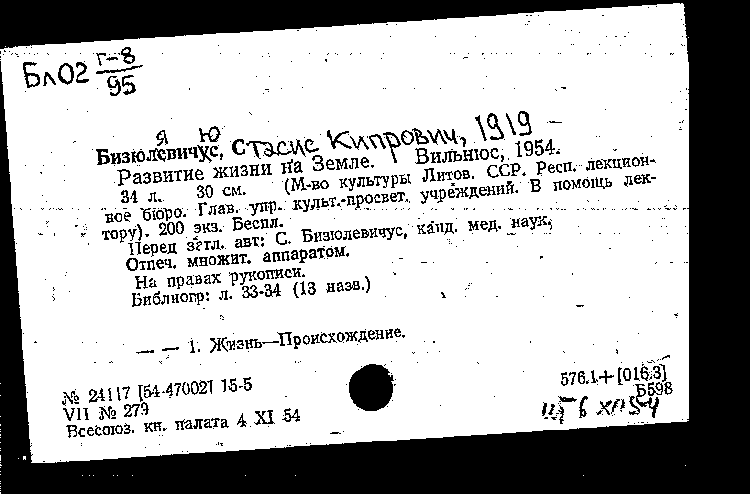 Бл02 Г-8/95
я ю
Бизюлевичус, Стасис Кипрович, 1919 –
Развитие жизни на Земле. Вильнюс, 1954.
34 л. 30 см. (М-во культуры Литов. ССР. Респ. лекцион-
ное бюро. Глав. упр. культ.-просвет. учреждений. В помощь лек-
тору). 200 экз. Беспл.
Перед загл. авт: С. Бизюлевичус, канд. мед. наук.
Отпеч. множит. аппаратом.
На правах рукописи.
Библиогр: л. 33-34 (13 назв.)
— — 1. Жизнь—Происхождение.
№ 24117 [54-47002] 15-5
576.1+[016.3]
VII № 279
Б598
Всесоюз. кн. палата 4 XI 54